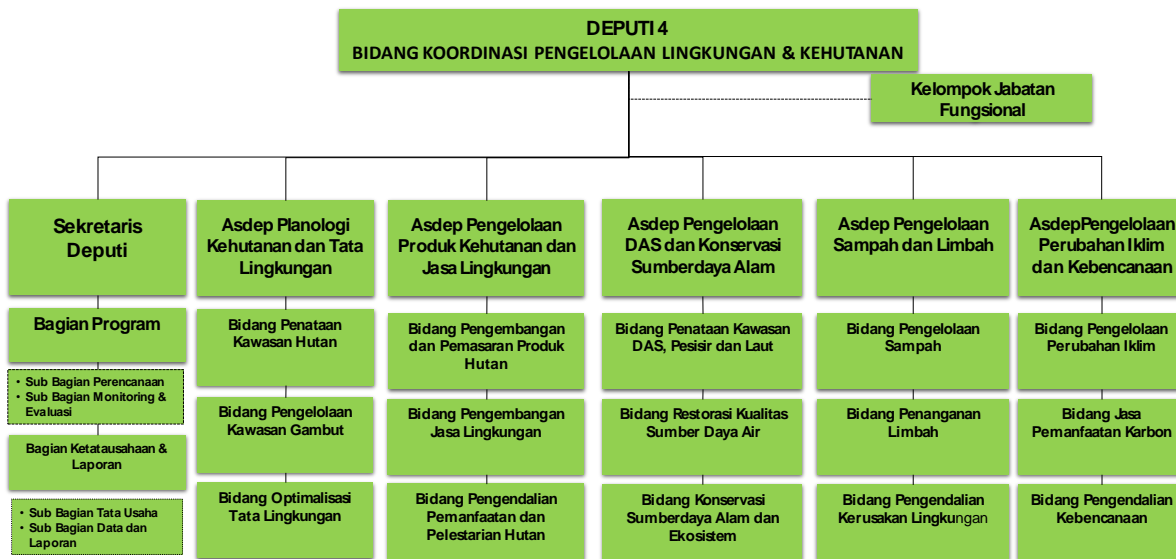 DEPUTI 4
BIDANG KOORDINASI PENGELOLAAN LINGKUNGAN & KEHUTANAN
Kelompok Jabatan
Fungsional
Sekretaris
Deputi
Asdep Planologi
Kehutanan dan Tata
Lingkungan
Asdep Pengelolaan
Produk Kehutanan dan
Jasa Lingkungan
Asdep Pengelolaan
DAS dan Konservasi
Sumberdaya Alam
Asdep Pengelolaan
Sampah dan Limbah
AsdepPengelolaan
Perubahan Iklim
dan Kebencanaan
Bagian Program
Bidang Penataan
Kawasan Hutan
Bidang Pengembangan
dan Pemasaran Produk
Hutan
Bidang Penataan Kawasan
DAS, Pesisir dan Laut
Bidang Pengelolaan
Sampah
Bidang Pengelolaan
Perubahan Iklim
• Sub Bagian Perencanaan
• Sub Bagian Monitoring &
Evaluasi
Bidang Pengelolaan
Kawasan Gambut
Bidang Pengembangan
Jasa Lingkungan
Bidang Restorasi Kualitas
Sumber Daya Air
Bidang Penanganan
Limbah
Bidang Jasa
Pemanfaatan Karbon
Bagian Ketatausahaan &
Laporan
Bidang Optimalisasi
Tata Lingkungan
Bidang Pengendalian
Pemanfaatan dan
Pelestarian Hutan
Bidang Konservasi
Sumberdaya Alam dan
Ekosistem
Bidang Pengendalian
Kerusakan Lingkungan
Bidang Pengendalian
Kebencanaan
• Sub Bagian Tata Usaha
• Sub Bagian Data dan
Laporan